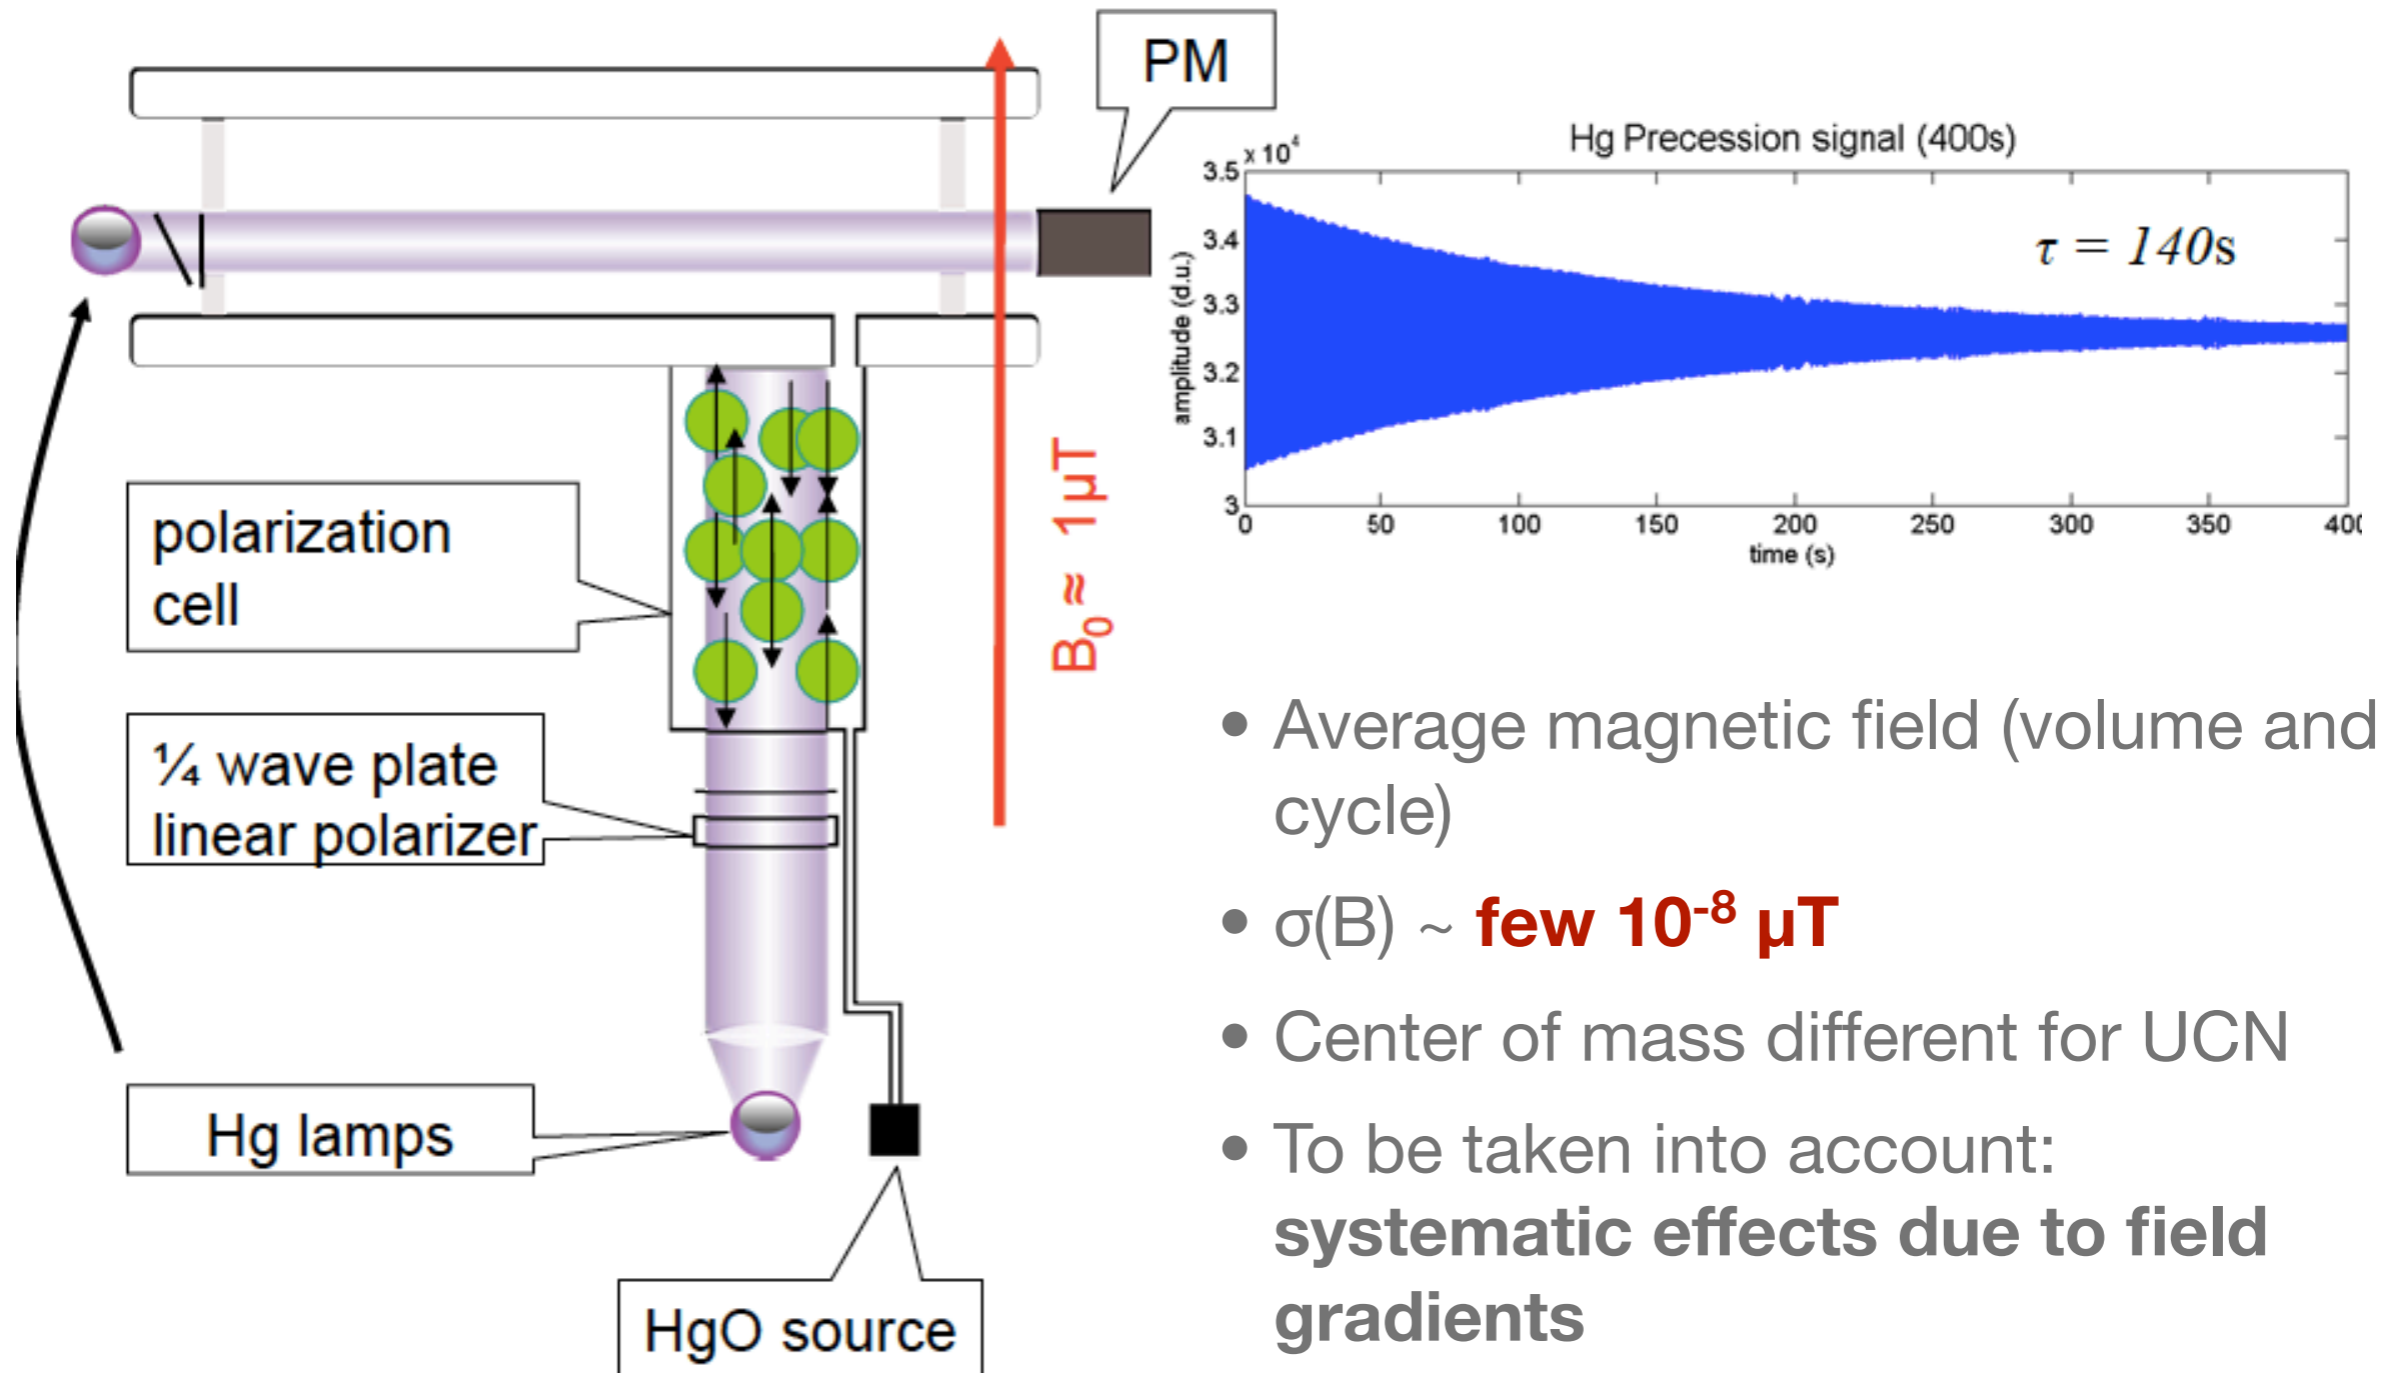 PM
Hg Precession signal (400s)
x 10⁴
3.5
3.4
3.3
3.2
3.1
3
amplitude (d.u.)
τ = 140s
0 50 100 150 200 250 300 350 400
time (s)
B₀ ≈ 1µT
polarization
cell
¼ wave plate
linear polarizer
Hg lamps
HgO source
• Average magnetic field (volume and
cycle)
• σ(B) ~ few 10⁻⁸ µT
• Center of mass different for UCN
• To be taken into account:
systematic effects due to field
gradients